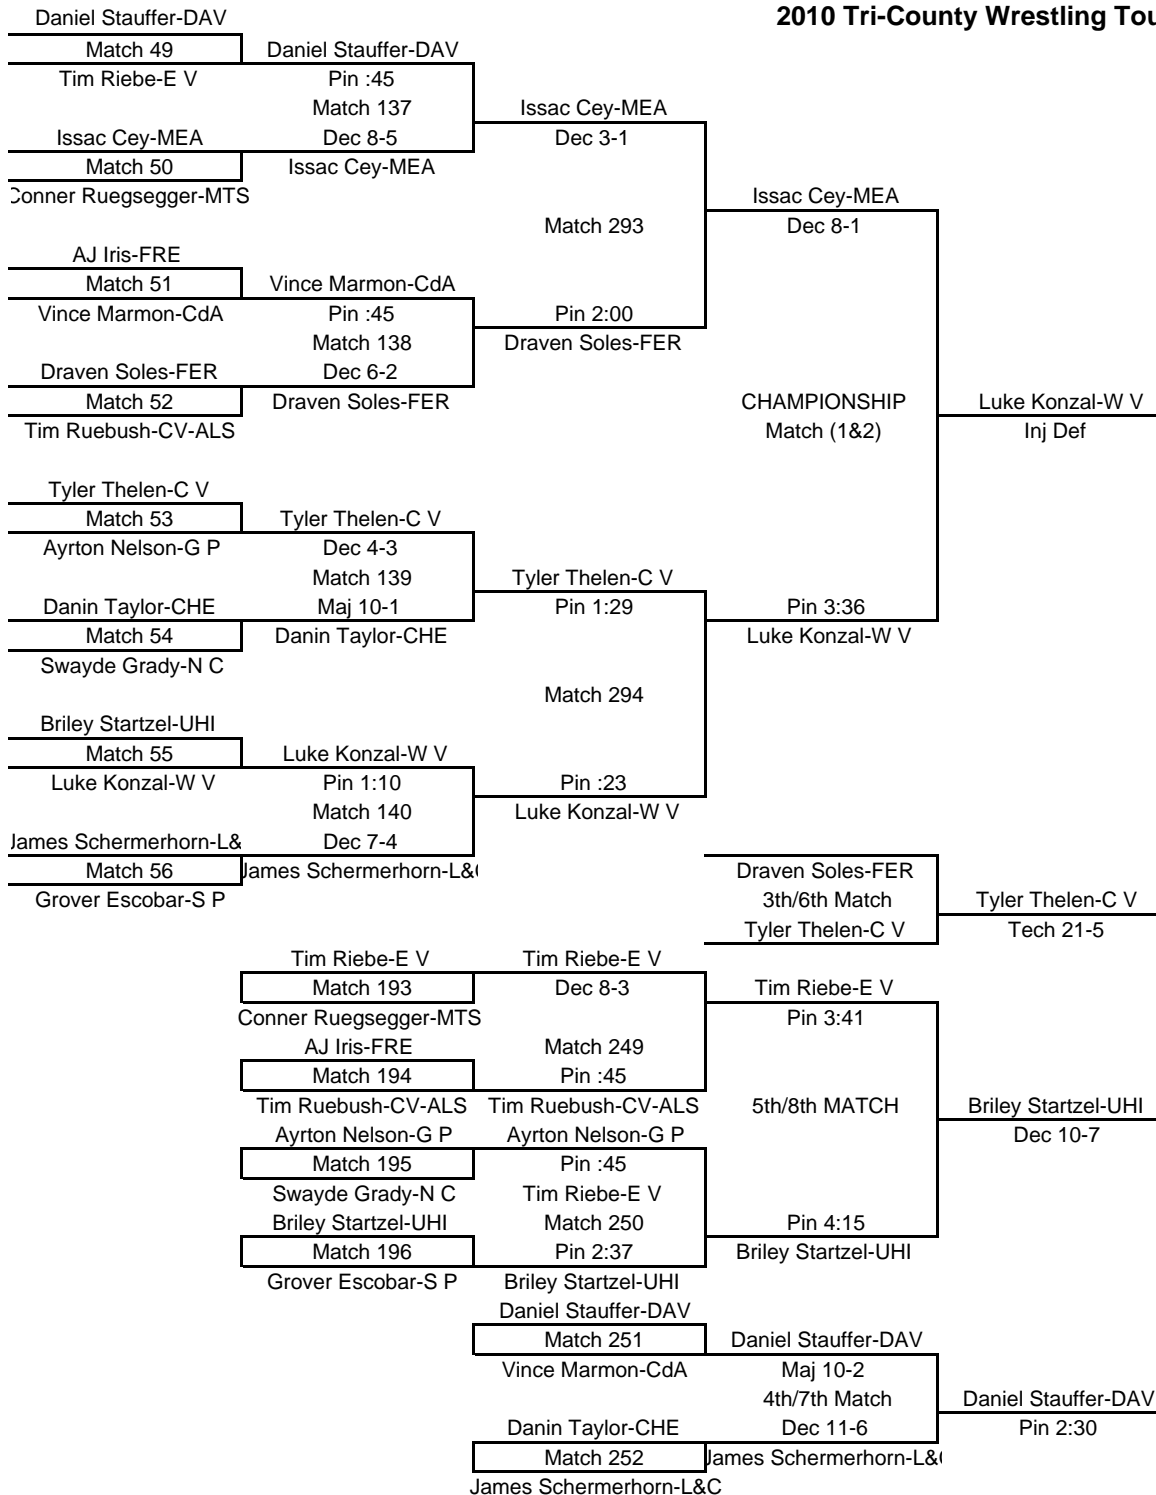 2010 Tri-County Wrestling Tou
Daniel Stauffer-DAV
Match 49
Daniel Stauffer-DAV
Tim Riebe-E V
Pin :45
Match 137
Issac Cey-MEA
Issac Cey-MEA
Dec 8-5
Dec 3-1
Match 50
Issac Cey-MEA
Conner Ruegsegger-MTS
Issac Cey-MEA
Match 293
Dec 8-1
AJ Iris-FRE
Match 51
Vince Marmon-CdA
Vince Marmon-CdA
Pin :45
Pin 2:00
Match 138
Draven Soles-FER
Draven Soles-FER
Dec 6-2
Match 52
Draven Soles-FER
CHAMPIONSHIP
Luke Konzal-W V
Tim Ruebush-CV-ALS
Match (1&2)
Inj Def
Tyler Thelen-C V
Match 53
Tyler Thelen-C V
Ayrton Nelson-G P
Dec 4-3
Match 139
Tyler Thelen-C V
Danin Taylor-CHE
Maj 10-1
Pin 1:29
Pin 3:36
Match 54
Danin Taylor-CHE
Luke Konzal-W V
Swayde Grady-N C
Match 294
Briley Startzel-UHI
Match 55
Luke Konzal-W V
Luke Konzal-W V
Pin 1:10
Pin :23
Match 140
Luke Konzal-W V
James Schermerhorn-L&
Dec 7-4
Match 56
James Schermerhorn-L&(
Draven Soles-FER
Grover Escobar-S P
3th/6th Match
Tyler Thelen-C V
Tyler Thelen-C V
Tech 21-5
Tim Riebe-E V
Tim Riebe-E V
Match 193
Dec 8-3
Tim Riebe-E V
Conner Ruegsegger-MTS
Pin 3:41
AJ Iris-FRE
Match 249
Match 194
Pin :45
Tim Ruebush-CV-ALS
Tim Ruebush-CV-ALS
5th/8th MATCH
Briley Startzel-UHI
Ayrton Nelson-G P
Ayrton Nelson-G P
Dec 10-7
Match 195
Pin :45
Swayde Grady-N C
Tim Riebe-E V
Briley Startzel-UHI
Match 250
Pin 4:15
Match 196
Pin 2:37
Briley Startzel-UHI
Grover Escobar-S P
Briley Startzel-UHI
Daniel Stauffer-DAV
Match 251
Daniel Stauffer-DAV
Vince Marmon-CdA
Maj 10-2
4th/7th Match
Daniel Stauffer-DAV
Danin Taylor-CHE
Dec 11-6
Pin 2:30
Match 252
James Schermerhorn-L&(
James Schermerhorn-L&C